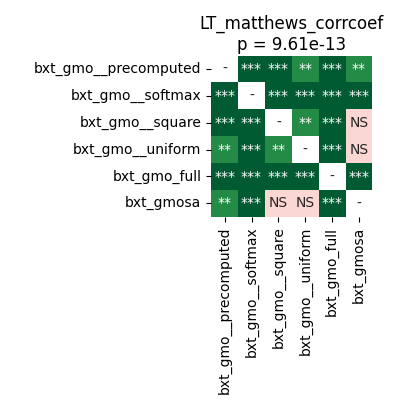 LT_matthews_corrcoef
p = 9.61e-13
bxt_gmo__precomputed - *** *** ** *** **
bxt_gmo__softmax *** - *** *** *** ***
bxt_gmo__square *** *** - ** *** NS
bxt_gmo__uniform ** *** ** - *** NS
bxt_gmo_full *** *** *** *** - ***
bxt_gmosa ** *** NS NS *** -
bxt_gmo__precomputed
bxt_gmo__softmax
bxt_gmo__square
bxt_gmo__uniform
bxt_gmo_full
bxt_gmosa